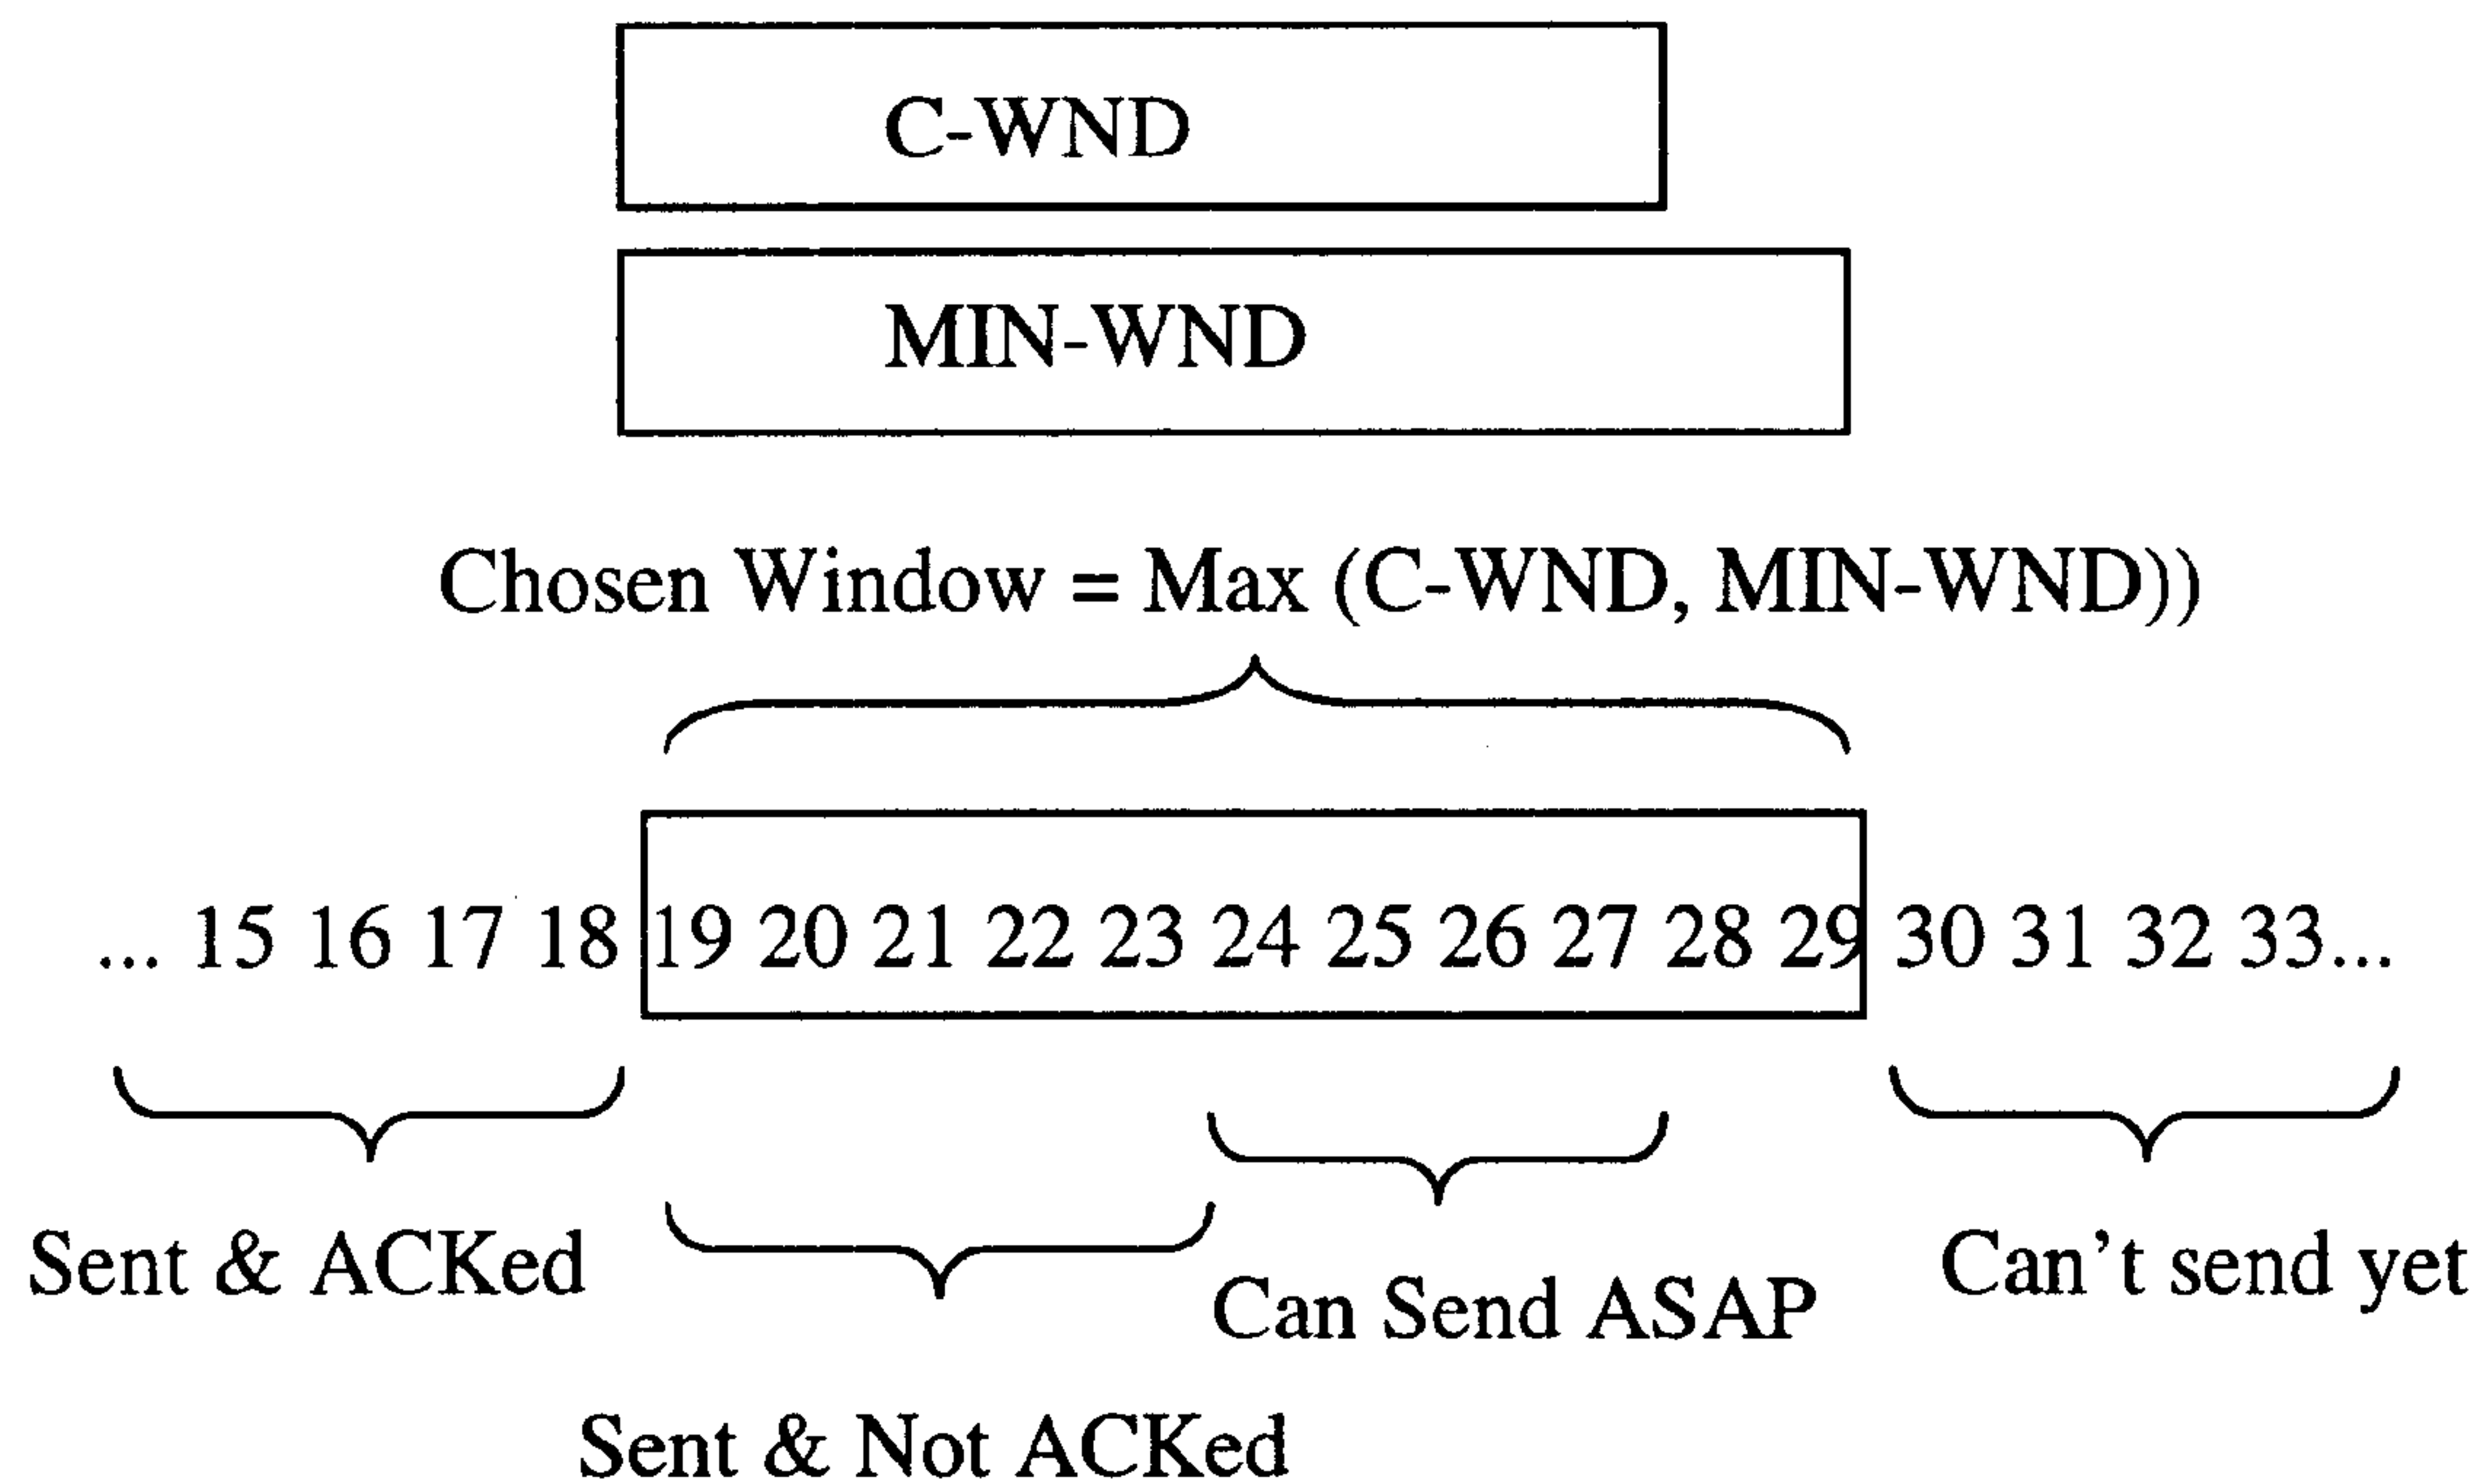 C-WND
MIN-WND
Chosen Window = Max (C-WND, MIN-WND))
... 15 16 17 18 19 20 21 22 23 24 25 26 27 28 29 30 31 32 33...
Sent & ACKed
Can Send ASAP
Can't send yet
Sent & Not ACKed